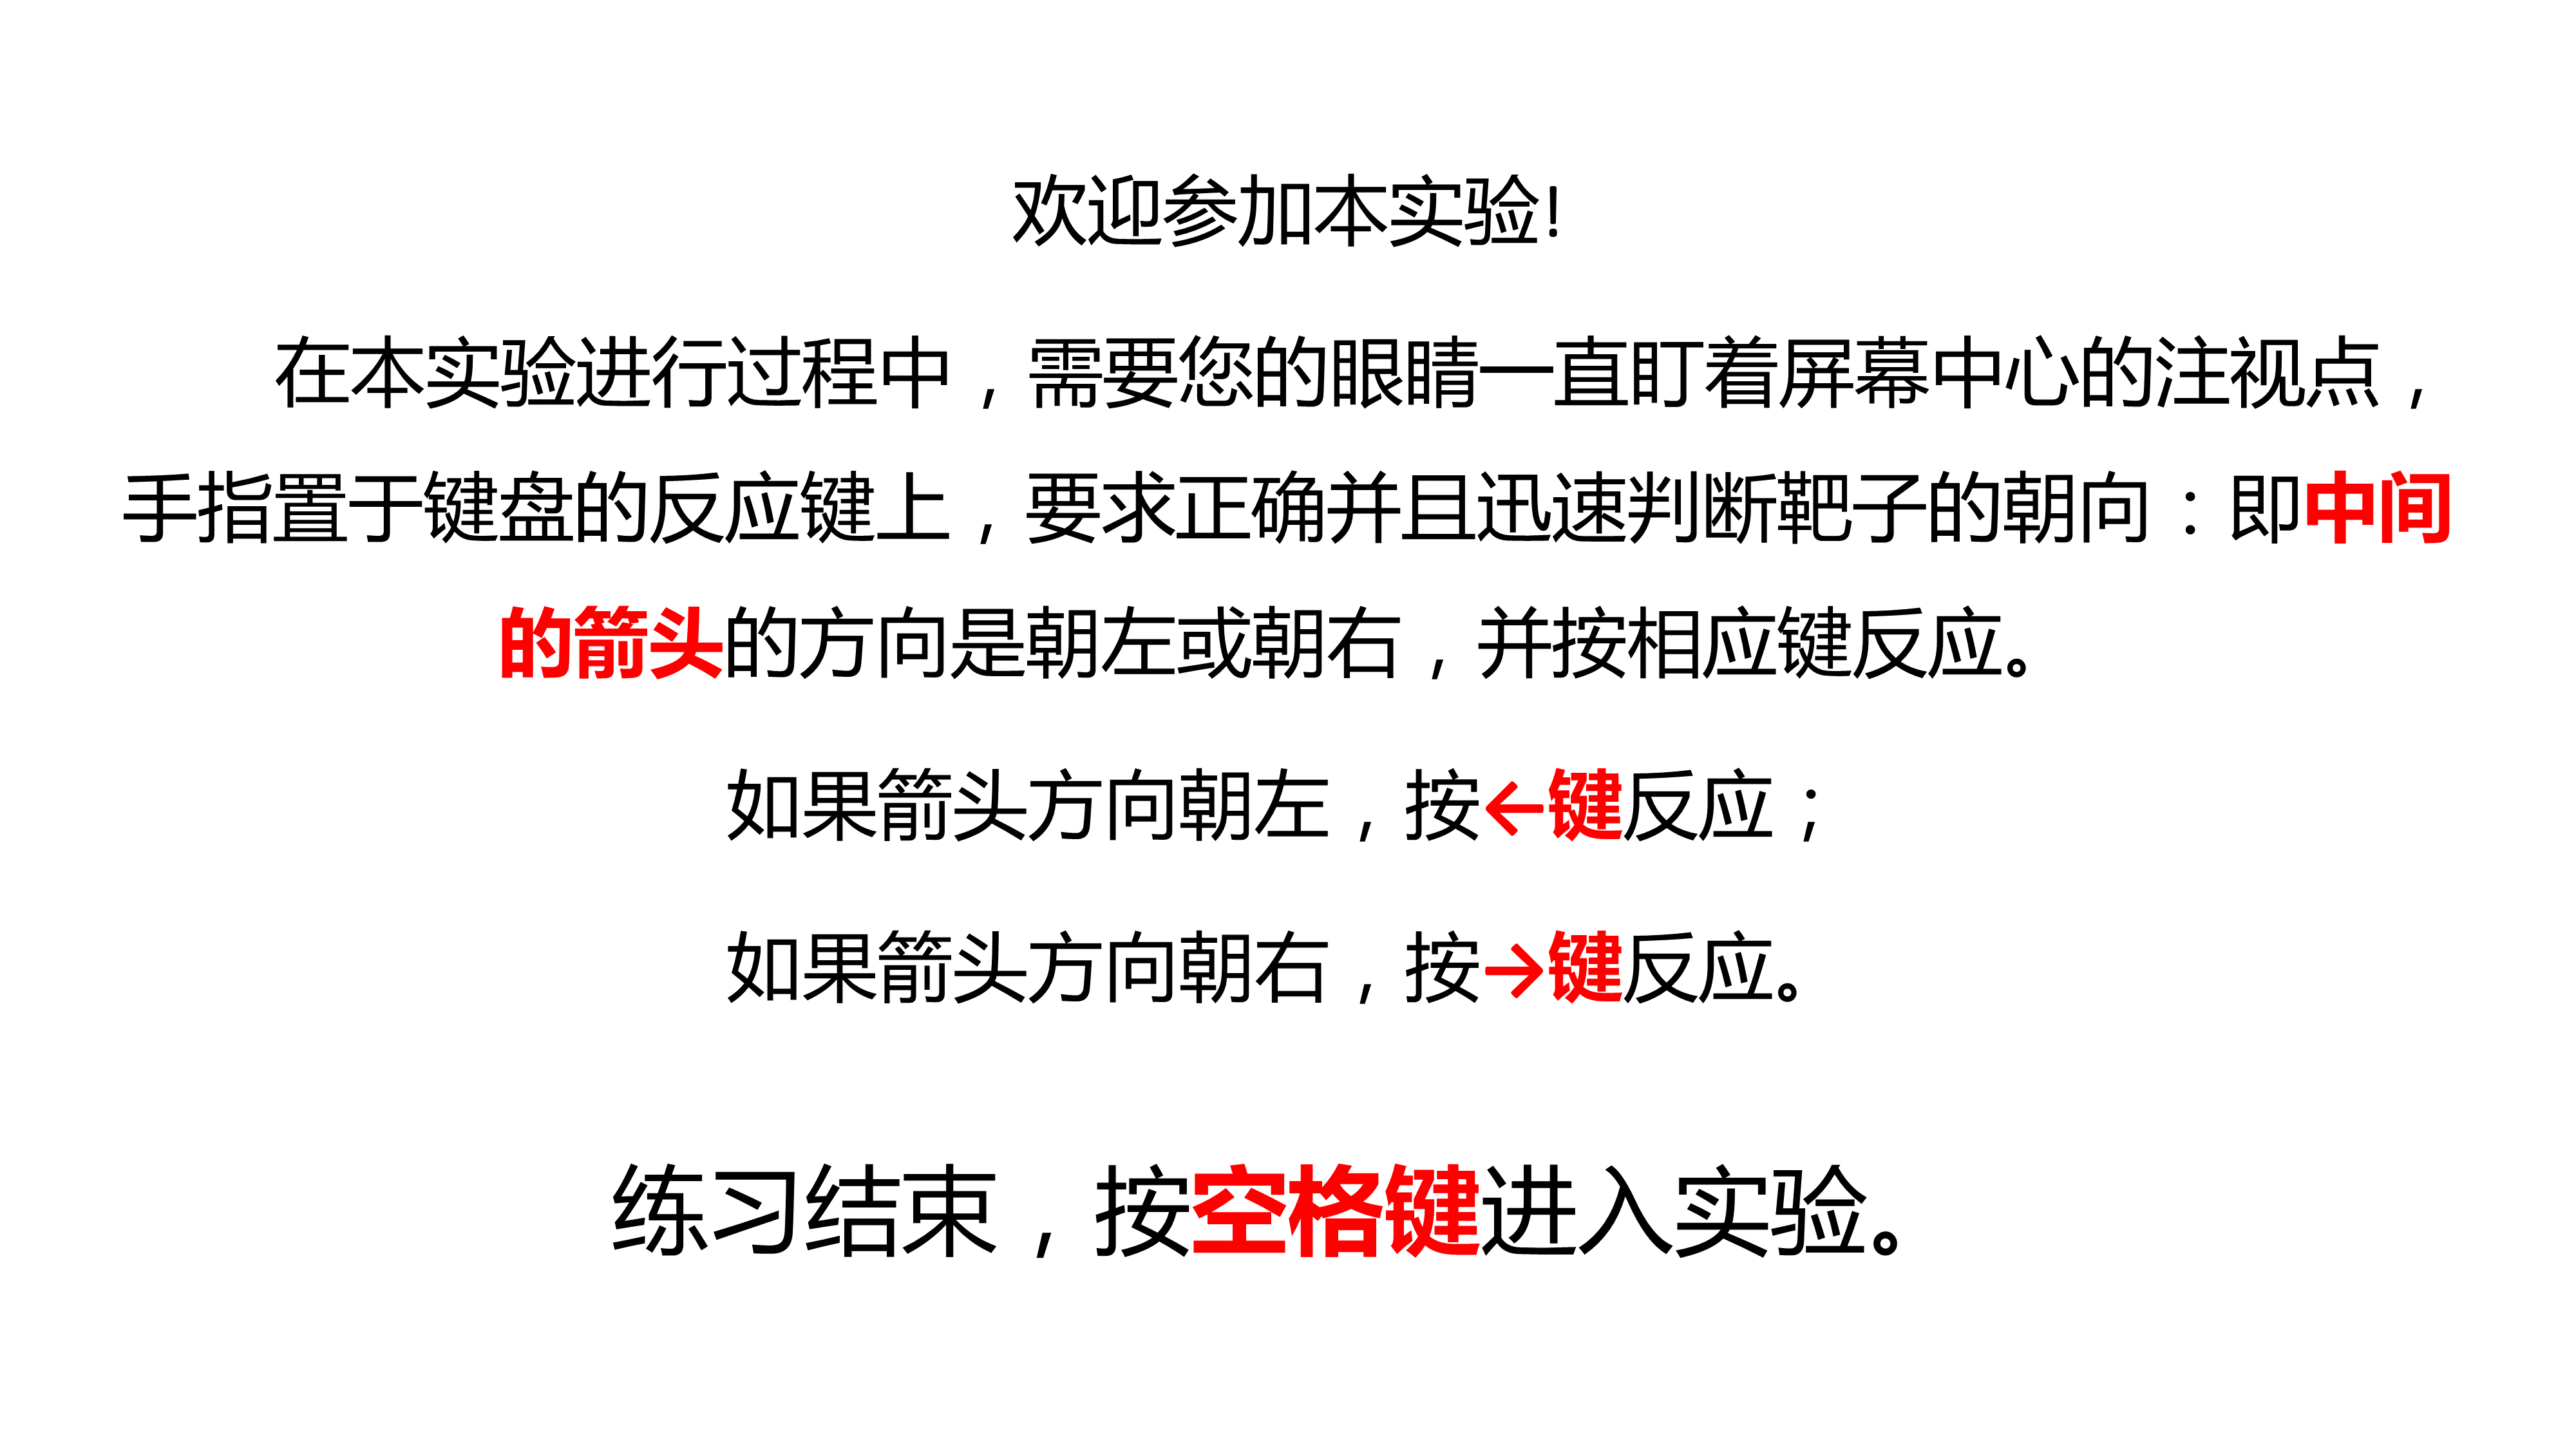 欢迎参加本实验!
在本实验进行过程中，需要您的眼睛一直盯着屏幕中心的注视点，
手指置于键盘的反应键上，要求正确并且迅速判断靶子的朝向：即中间
的箭头的方向是朝左或朝右，并按相应键反应。
如果箭头方向朝左，按←键反应；
如果箭头方向朝右，按→键反应。
练习结束，按空格键进入实验。